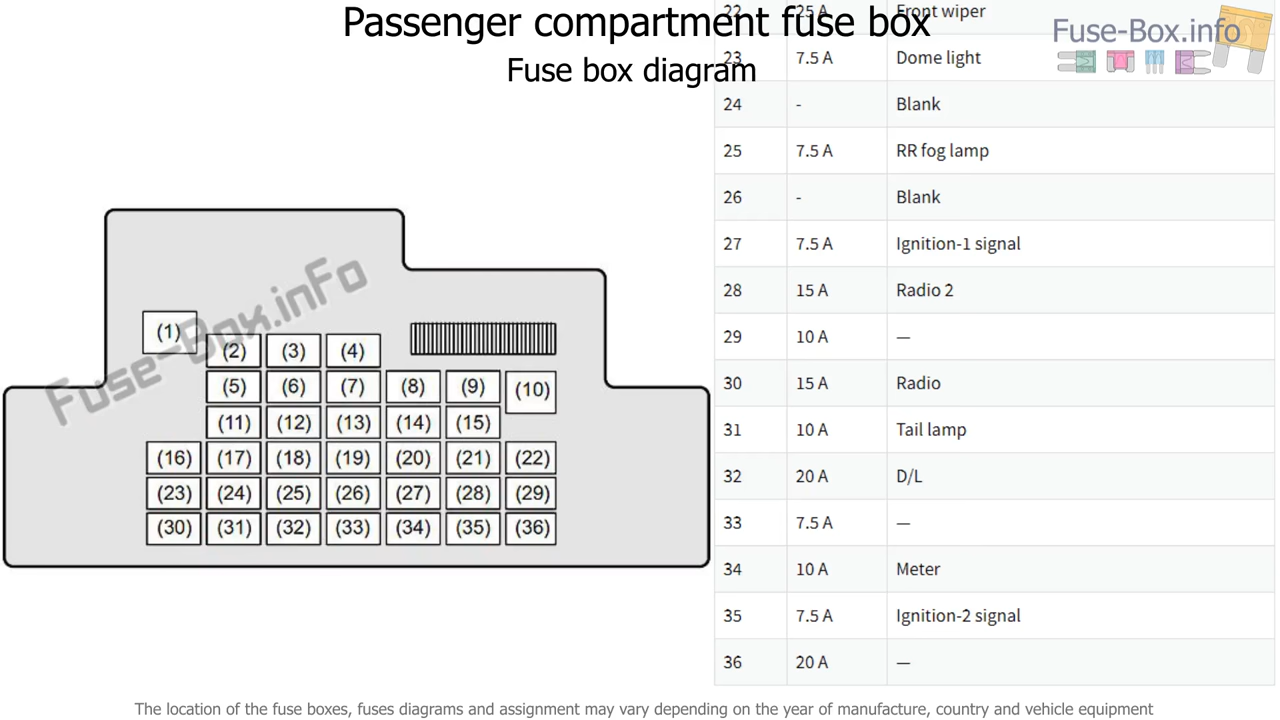 Passenger compartment fuse box
Fuse box diagram
Fuse-Box.info
22 25 A Front wiper
23 7.5 A Dome light
24 - Blank
25 7.5 A RR fog lamp
26 - Blank
27 7.5 A Ignition-1 signal
28 15 A Radio 2
29 10 A —
30 15 A Radio
31 10 A Tail lamp
32 20 A D/L
33 7.5 A —
34 10 A Meter
35 7.5 A Ignition-2 signal
36 20 A —
Fuse-Box.inFo
(1)
(2) (3) (4)
(5) (6) (7) (8) (9) (10)
(11) (12) (13) (14) (15)
(16) (17) (18) (19) (20) (21) (22)
(23) (24) (25) (26) (27) (28) (29)
(30) (31) (32) (33) (34) (35) (36)
The location of the fuse boxes, fuses diagrams and assignment may vary depending on the year of manufacture, country and vehicle equipment